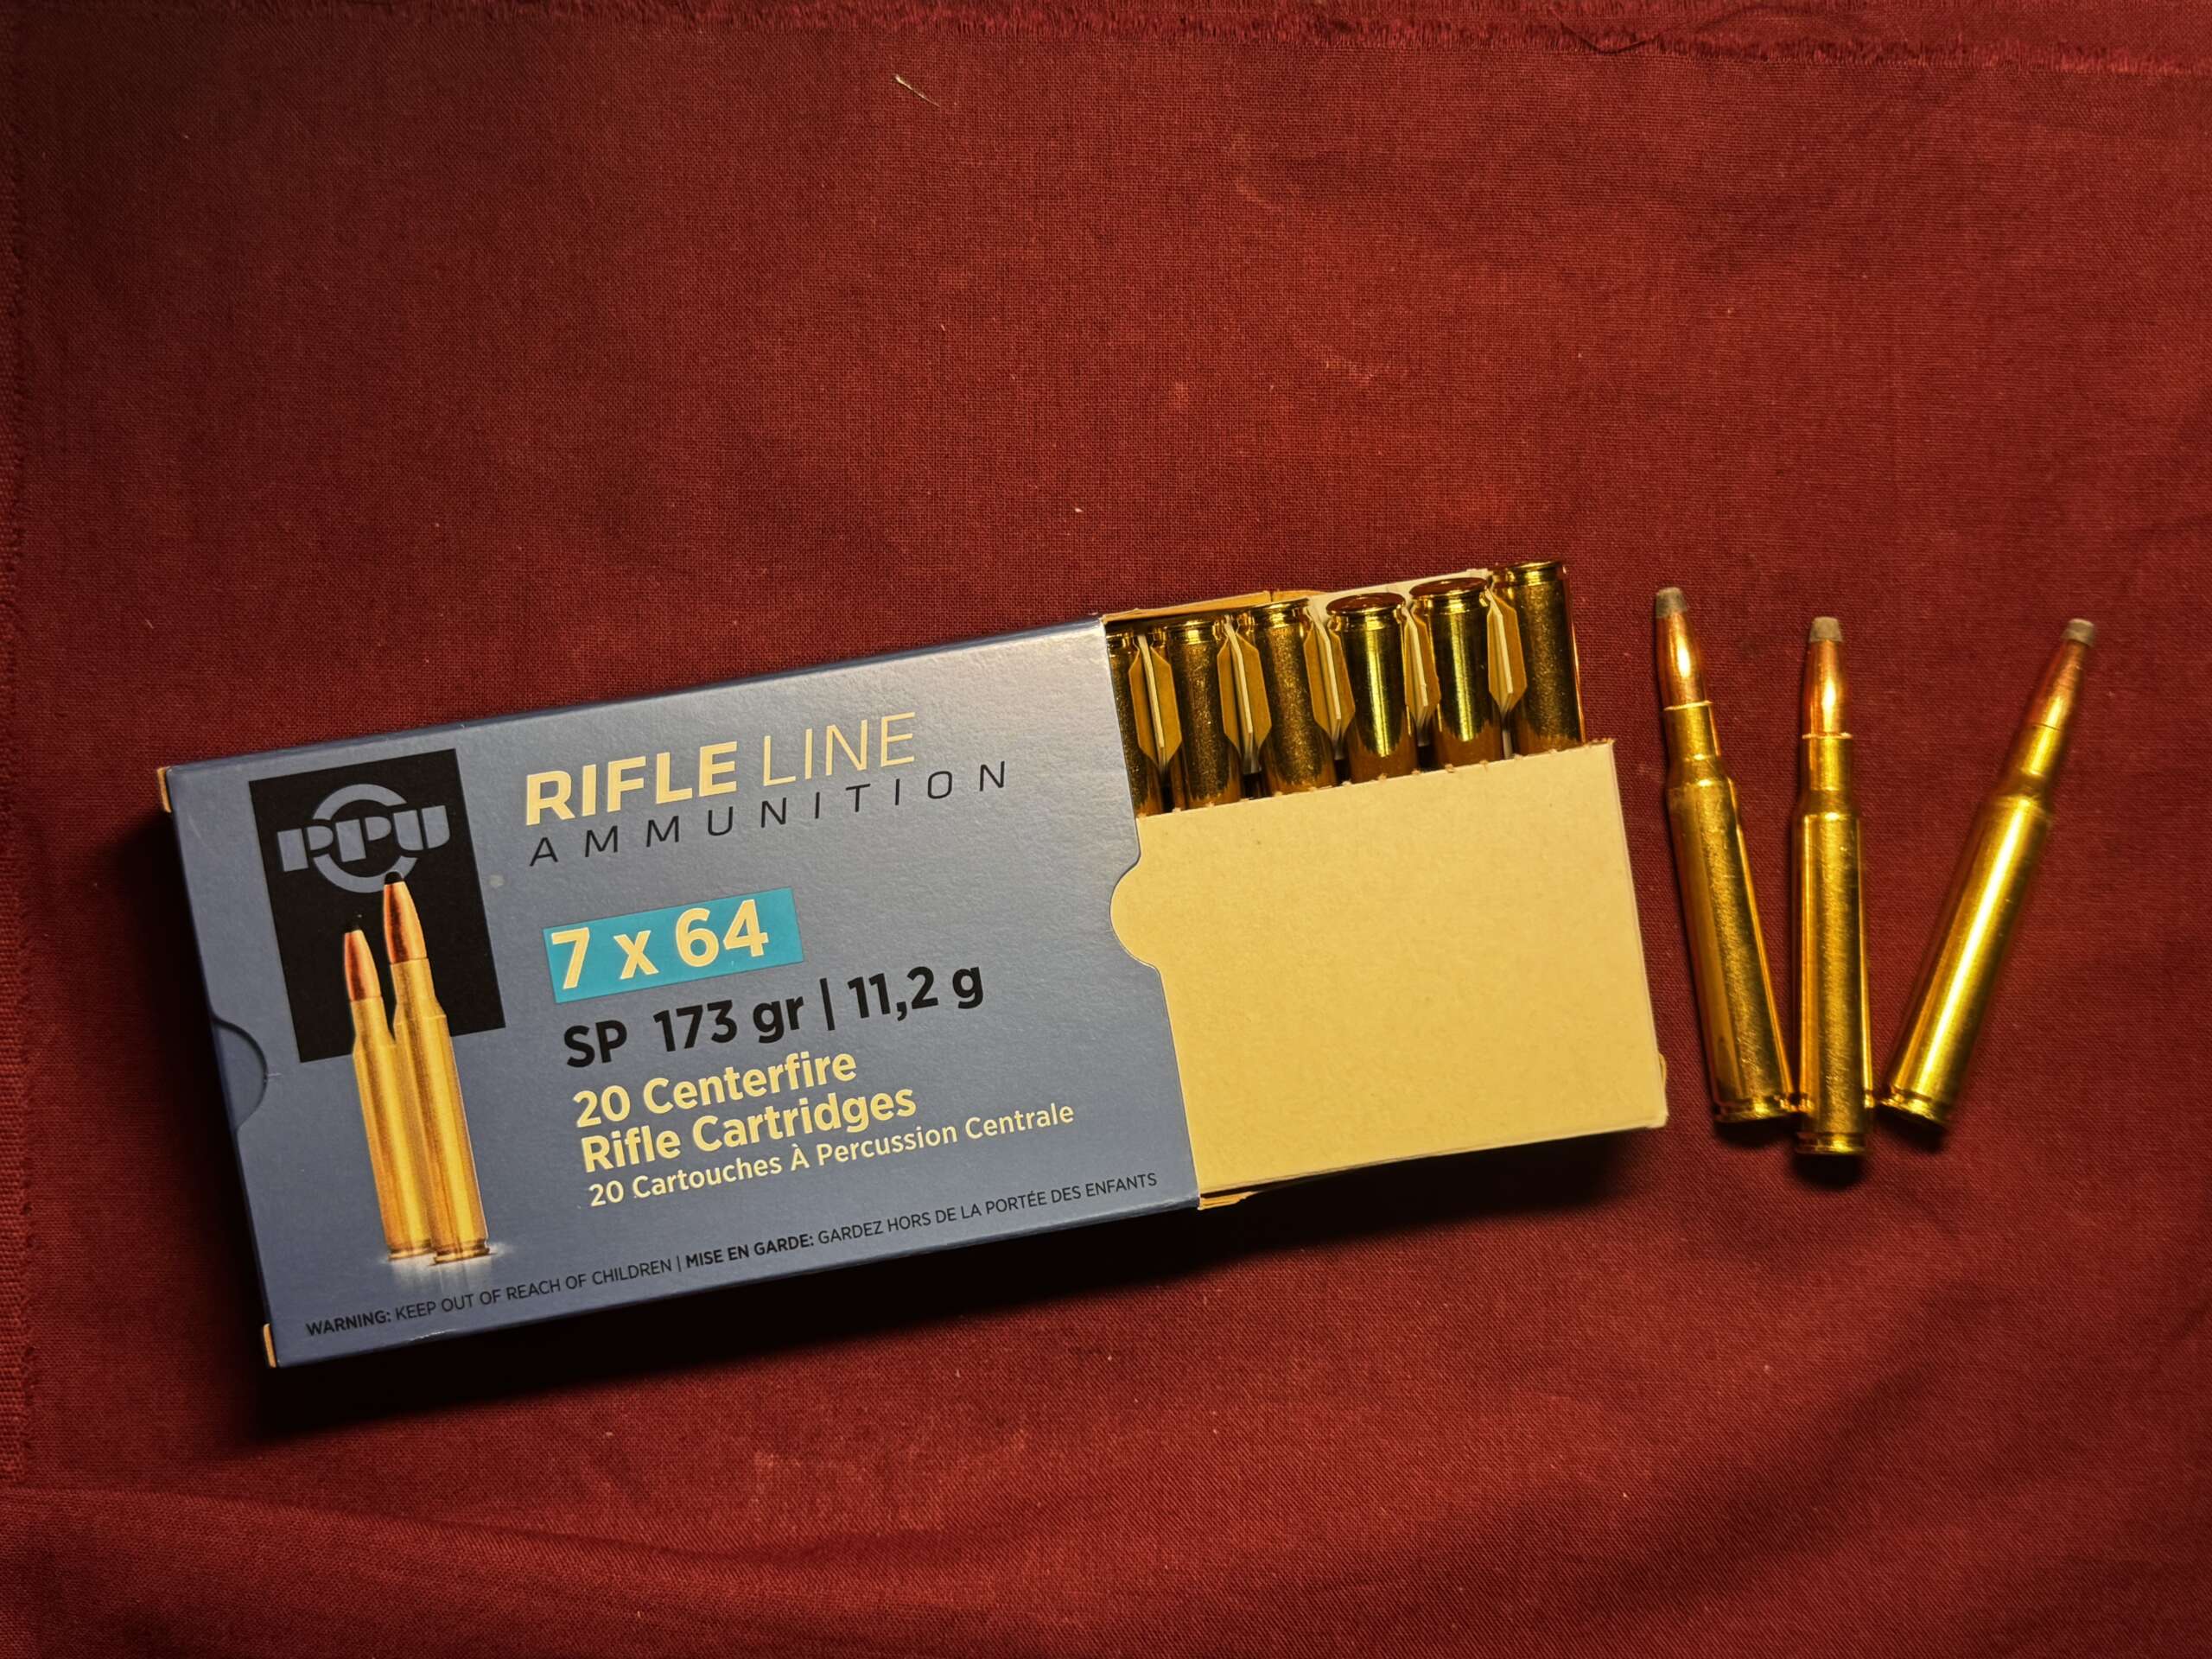 PPU
RIFLE LINE
AMMUNITION
7 x 64
SP 173 gr | 11,2 g
20 Centerfire
Rifle Cartridges
20 Cartouches À Percussion Centrale
WARNING: KEEP OUT OF REACH OF CHILDREN | MISE EN GARDE: GARDEZ HORS DE LA PORTÉE DES ENFANTS